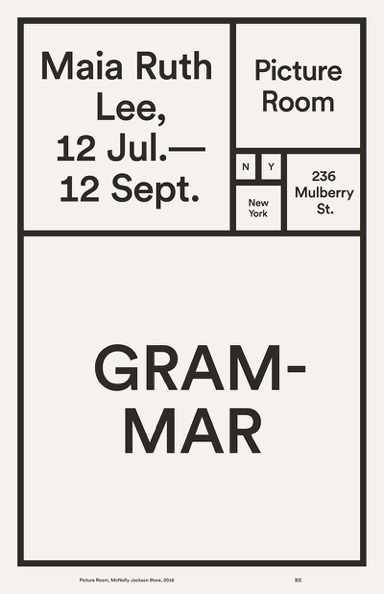 Maia Ruth
Lee,
12 Jul.—
12 Sept.
Picture
Room
N Y
New
York
236
Mulberry
St.
GRAM-
MAR
Picture Room, McNally Jackson Store, 2016